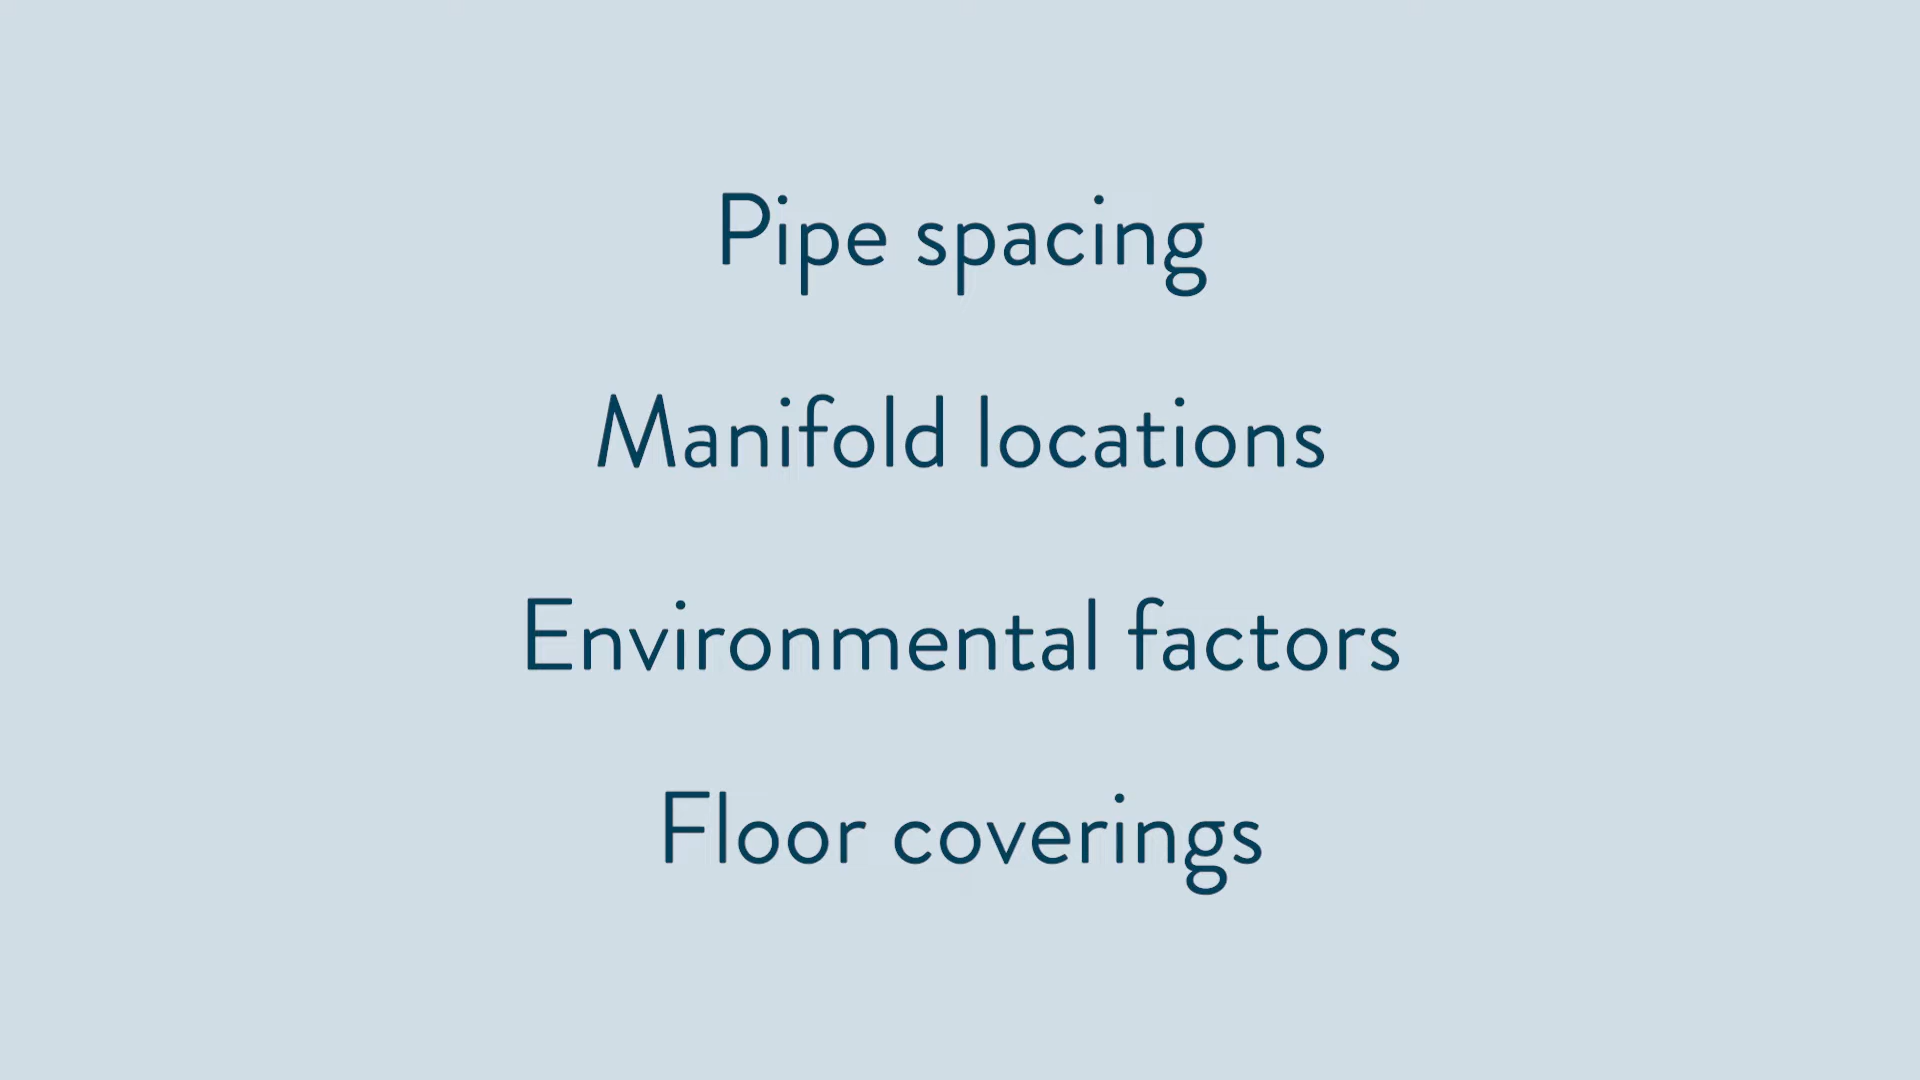 Pipe spacing
Manifold locations
Environmental factors
Floor coverings